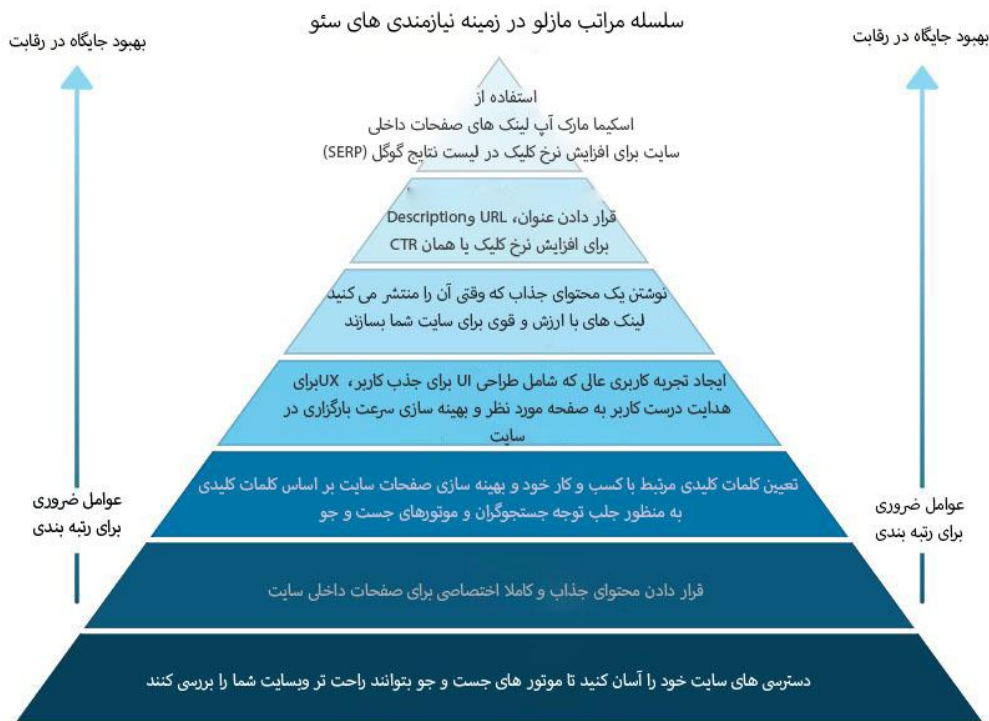 سلسله مراتب مازلو در زمینه نیازمندی های سئو
بهبود جایگاه در رقابت
بهبود جایگاه در رقابت
استفاده از
اسکیما مارک آپ لینک های صفحات داخلی
سایت برای افزایش نرخ کلیک در لیست نتایج گوگل (SERP)
قرار دادن عنوان، URL وDescription
برای افزایش نرخ کلیک یا همان CTR
نوشتن یک محتوای جذاب که وقتی آن را منتشر می کنید
لینک های با ارزش و قوی برای سایت شما بسازند
ایجاد تجربه کاربری عالی که شامل طراحی UI برای جذب کاربر، UXبرای
هدایت درست کاربر به صفحه مورد نظر و بهینه سازی سرعت بارگزاری در
سایت
تعیین کلمات کلیدی مرتبط با کسب و کار خود و بهینه سازی صفحات سایت بر اساس کلمات کلیدی
به منظور جلب توجه جستجوگران و موتورهای جست و جو
عوامل ضروری
برای رتبه بندی
عوامل ضروری
برای رتبه بندی
قرار دادن محتوای جذاب و کاملا اختصاصی برای صفحات داخلی سایت
دسترسی های سایت خود را آسان کنید تا موتور های جست و جو بتوانند راحت تر وبسایت شما را بررسی کنند